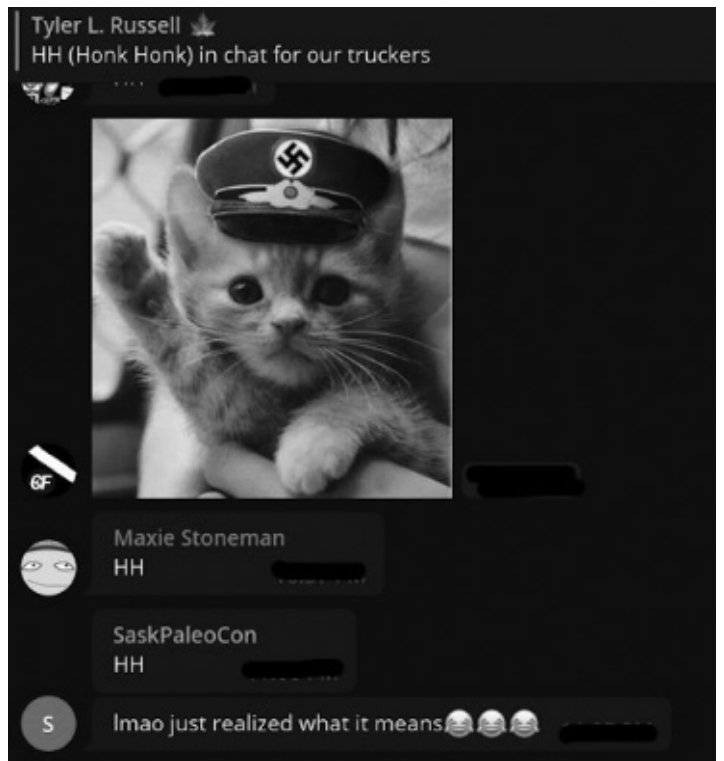 Tyler L. Russell 🍁
HH (Honk Honk) in chat for our truckers
6F
Maxie Stoneman
HH
SaskPaleoCon
HH
S
lmao just realized what it means😂😂😂